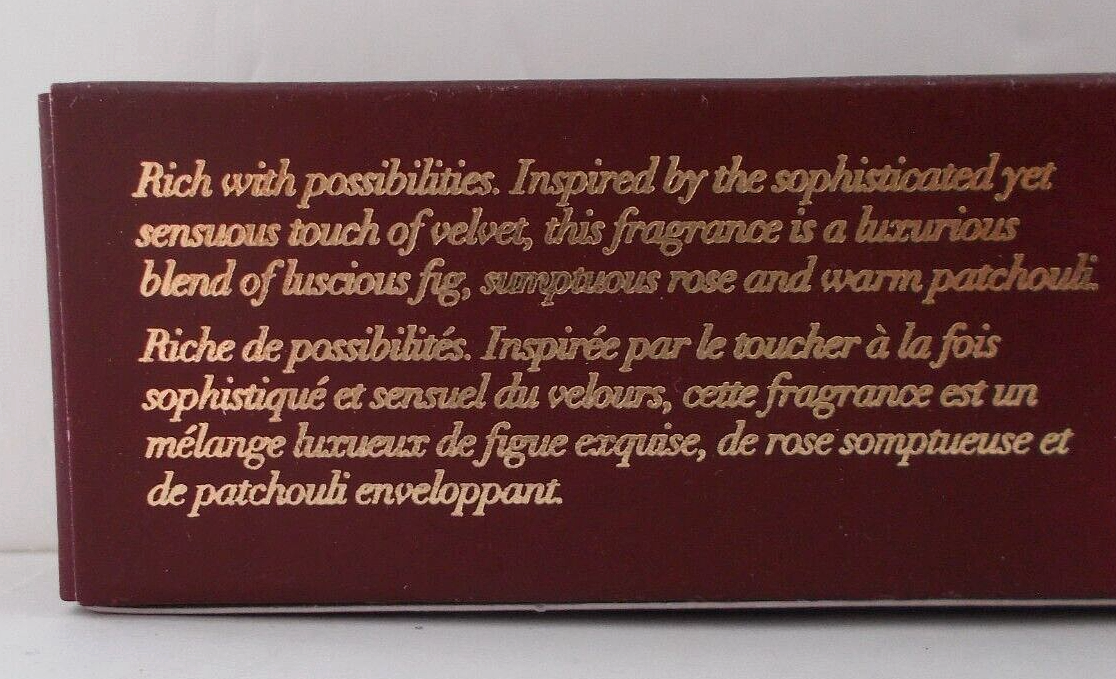 Rich with possibilities. Inspired by the sophisticated yet
sensuous touch of velvet, this fragrance is a luxurious
blend of luscious fig, sumptuous rose and warm patchouli.
Riche de possibilités. Inspirée par le toucher à la fois
sophistiqué et sensuel du velours, cette fragrance est un
mélange luxueux de figue exquise, de rose somptueuse et
de patchouli enveloppant.